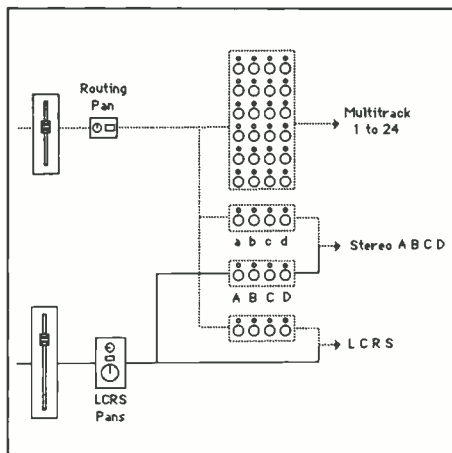 Routing
Pan
Multitrack
1 to 24
a b c d
Stereo A B C D
A B C D
L C R S
LCRS
Pans